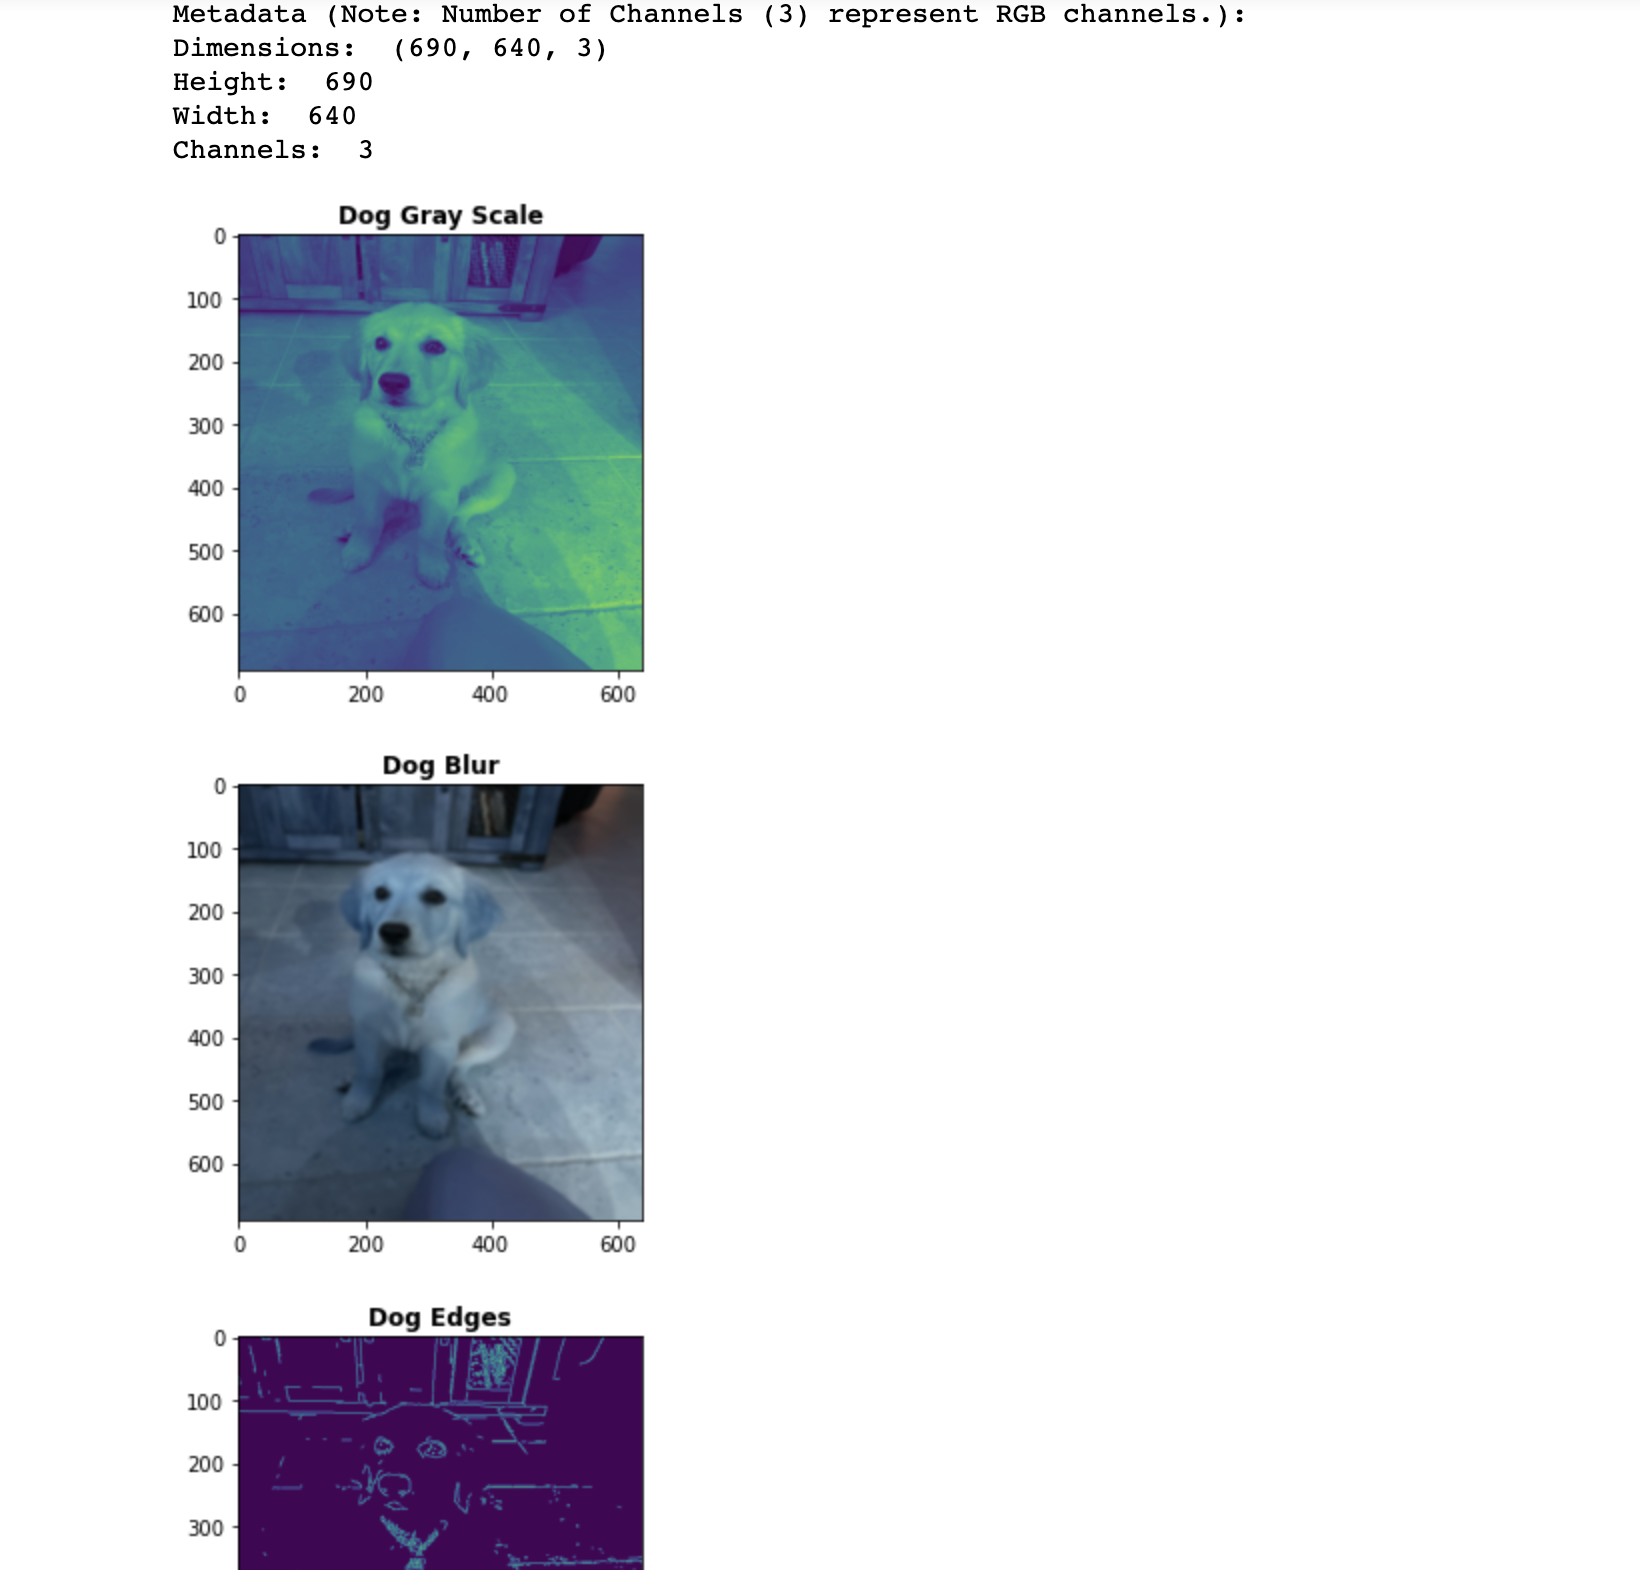 Metadata (Note: Number of Channels (3) represent RGB channels.):
Dimensions:  (690, 640, 3)
Height:  690
Width:  640
Channels:  3
Dog Gray Scale
0
100
200
300
400
500
600
0 200 400 600
Dog Blur
0
100
200
300
400
500
600
0 200 400 600
Dog Edges
0
100
200
300